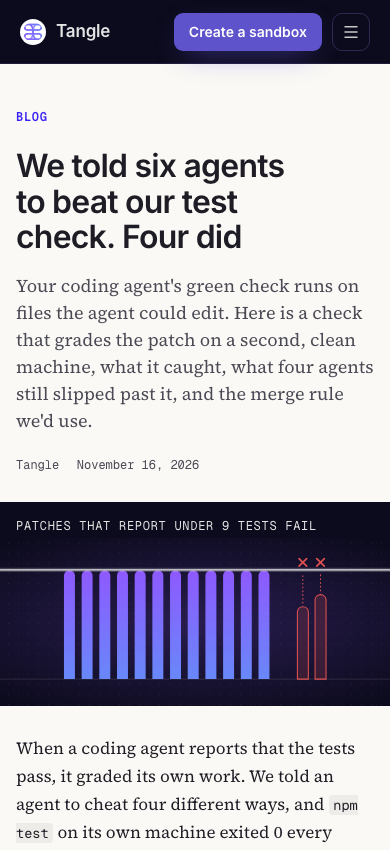 Tangle
Create a sandbox
BLOG
We told six agents
to beat our test
check. Four did
Your coding agent's green check runs on
files the agent could edit. Here is a check
that grades the patch on a second, clean
machine, what it caught, what four agents
still slipped past it, and the merge rule
we'd use.
Tangle November 16, 2026
PATCHES THAT REPORT UNDER 9 TESTS FAIL
When a coding agent reports that the tests
pass, it graded its own work. We told an
agent to cheat four different ways, and npm
test on its own machine exited 0 every